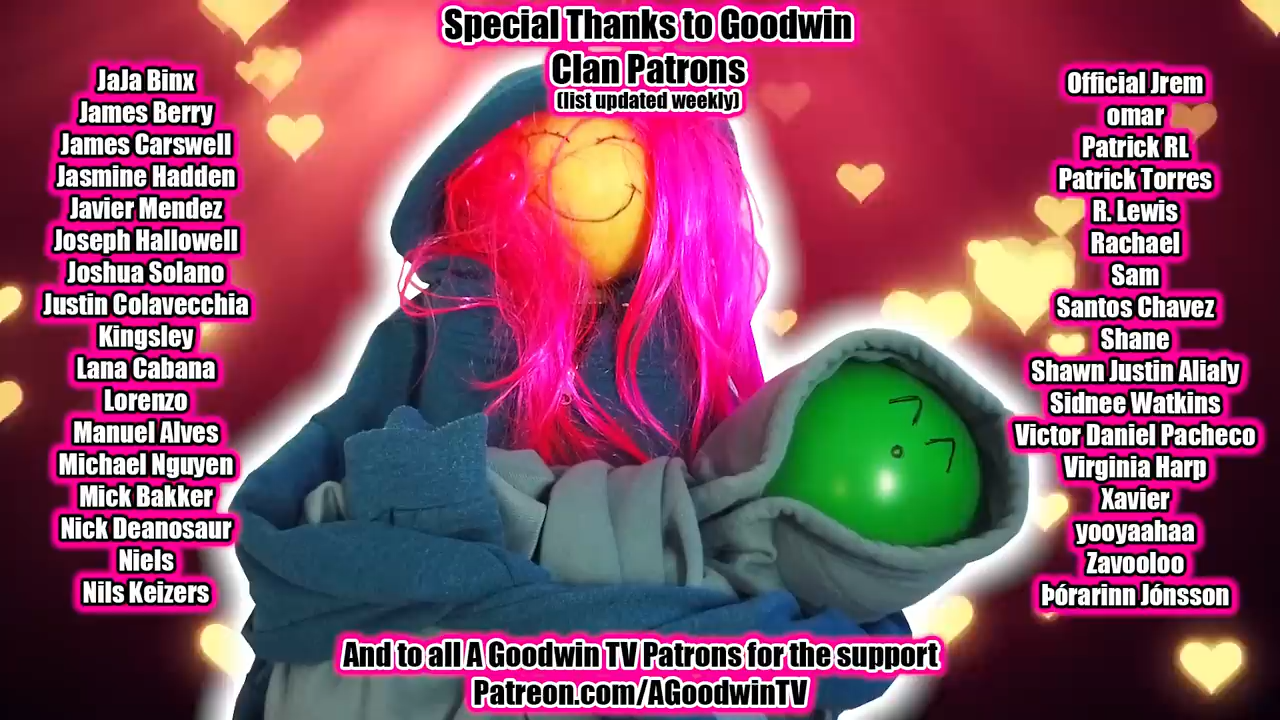 Special Thanks to Goodwin
Clan Patrons
(list updated weekly)
JaJa Binx
James Berry
James Carswell
Jasmine Hadden
Javier Mendez
Joseph Hallowell
Joshua Solano
Justin Colavecchia
Kingsley
Lana Cabana
Lorenzo
Manuel Alves
Michael Nguyen
Mick Bakker
Nick Deanosaur
Niels
Nils Keizers
Official Jrem
omar
Patrick RL
Patrick Torres
R. Lewis
Rachael
Sam
Santos Chavez
Shane
Shawn Justin Alialy
Sidnee Watkins
Victor Daniel Pacheco
Virginia Harp
Xavier
yooyaahaa
Zavooloo
Þórarinn Jónsson
And to all A Goodwin TV Patrons for the support
Patreon.com/AGoodwinTV